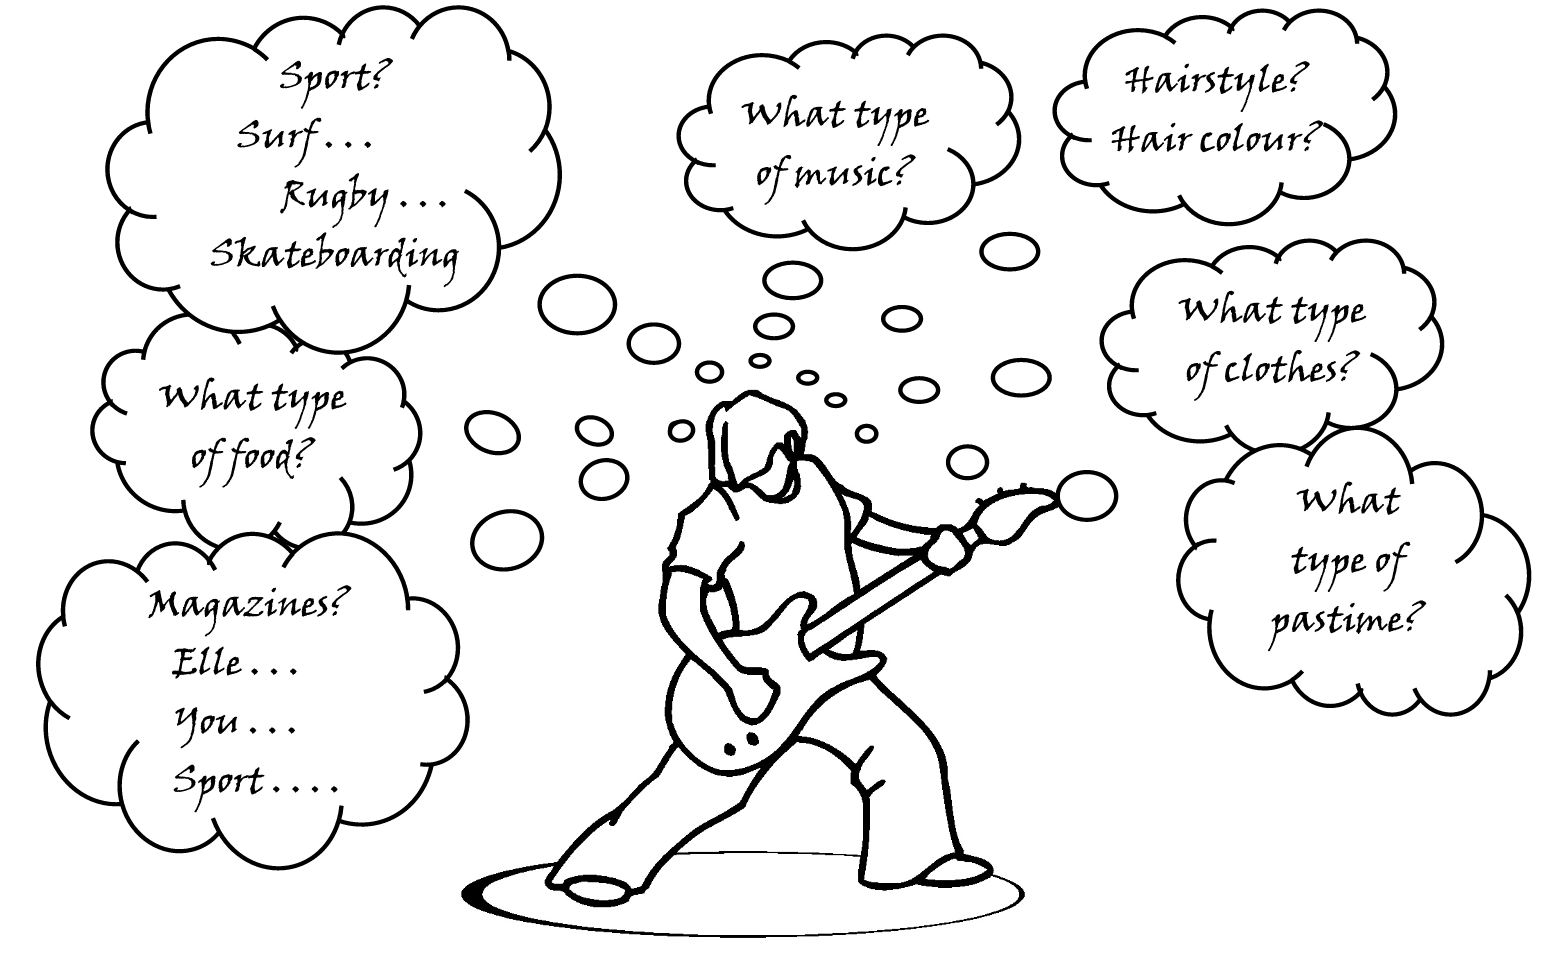 Sport?
Surf . . .
Rugby . . .
Skateboarding
What type
of music?
Hairstyle?
Hair colour?
What type
of clothes?
What type
of food?
What
type of
pastime?
Magazines?
Elle . . .
You . . .
Sport . . . .